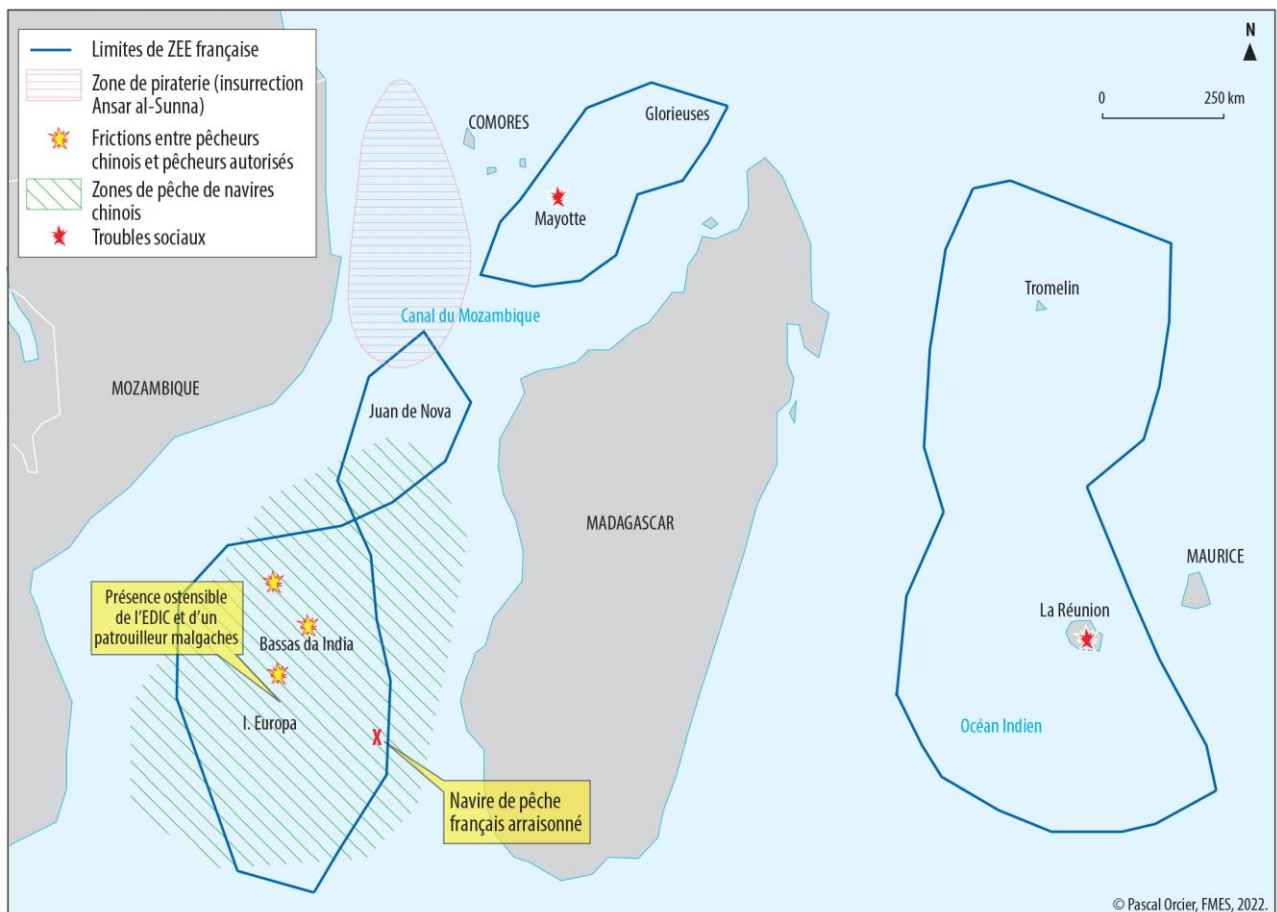 Limites de ZEE française
Zone de piraterie (insurrection
Ansar al-Sunna)
Frictions entre pêcheurs
chinois et pêcheurs autorisés
Zones de pêche de navires
chinois
Troubles sociaux
N
0 250 km
COMORES
Glorieuses
Mayotte
Canal du Mozambique
Tromelin
MOZAMBIQUE
Juan de Nova
MADAGASCAR
MAURICE
La Réunion
Présence ostensible
de l'EDIC et d'un
patrouilleur malgaches
Bassas da India
I. Europa
X
Océan Indien
Navire de pêche
français arraisonné
© Pascal Orcier, FMES, 2022.